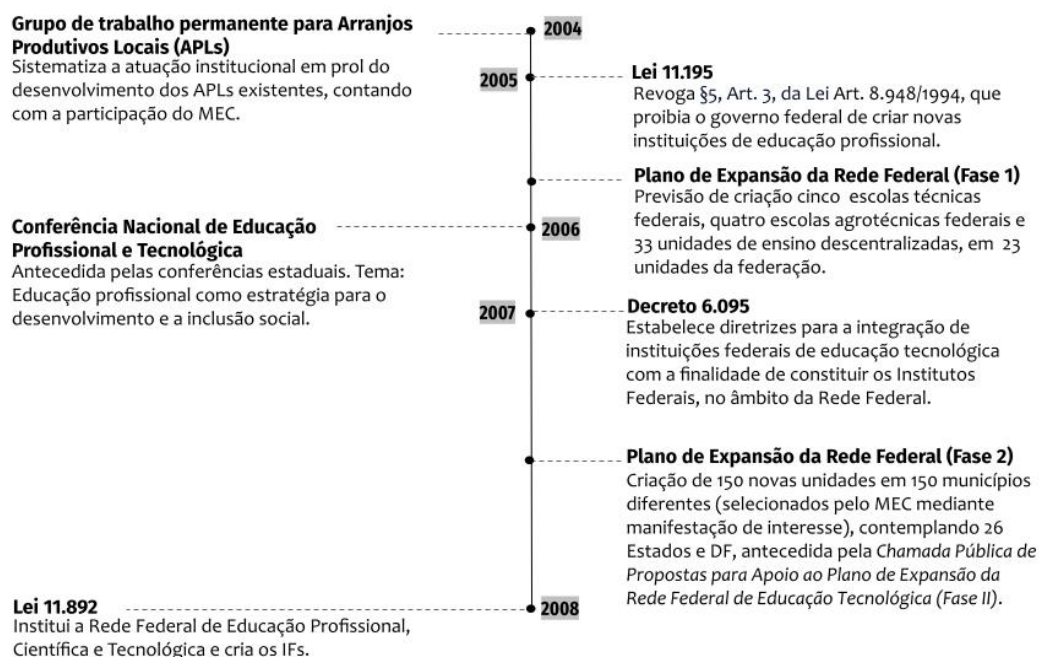 Grupo de trabalho permanente para Arranjos
Produtivos Locais (APLs)
Sistematiza a atuação institucional em prol do
desenvolvimento dos APLs existentes, contando
com a participação do MEC.
2004
2005
Lei 11.195
Revoga §5, Art. 3, da Lei Art. 8.948/1994, que
proibia o governo federal de criar novas
instituições de educação profissional.
Plano de Expansão da Rede Federal (Fase 1)
Previsão de criação cinco escolas técnicas
federais, quatro escolas agrotécnicas federais e
33 unidades de ensino descentralizadas, em 23
unidades da federação.
Conferência Nacional de Educação
Profissional e Tecnológica
Antecedida pelas conferências estaduais. Tema:
Educação profissional como estratégia para o
desenvolvimento e a inclusão social.
2006
2007
Decreto 6.095
Estabelece diretrizes para a integração de
instituições federais de educação tecnológica
com a finalidade de constituir os Institutos
Federais, no âmbito da Rede Federal.
Plano de Expansão da Rede Federal (Fase 2)
Criação de 150 novas unidades em 150 municípios
diferentes (selecionados pelo MEC mediante
manifestação de interesse), contemplando 26
Estados e DF, antecedida pela Chamada Pública de
Propostas para Apoio ao Plano de Expansão da
Rede Federal de Educação Tecnológica (Fase II).
Lei 11.892
Institui a Rede Federal de Educação Profissional,
Científica e Tecnológica e cria os IFs.
2008